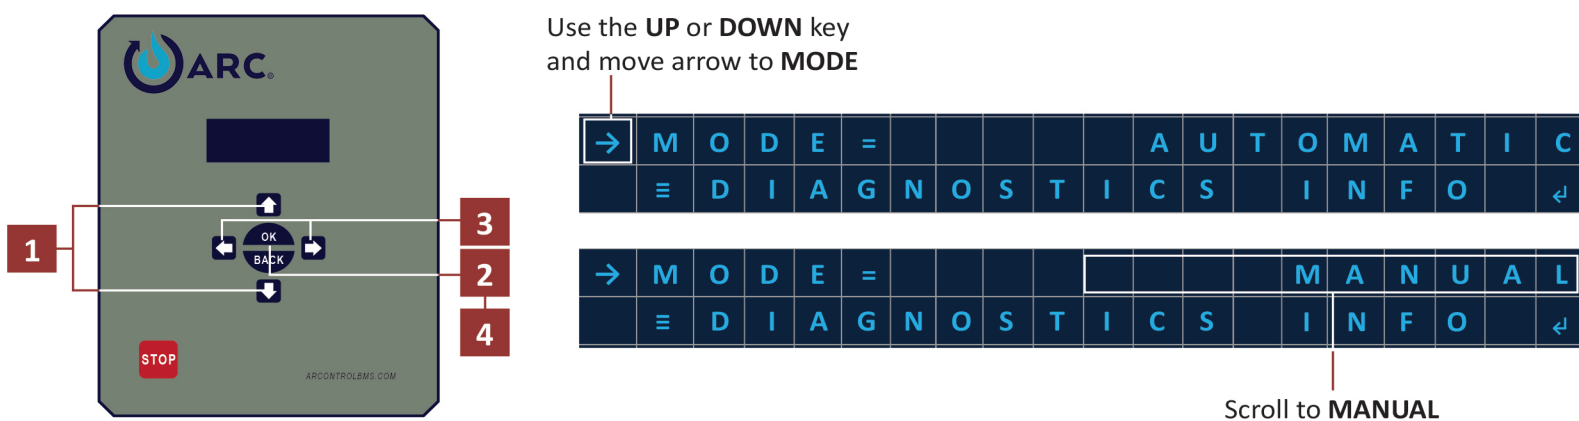 ARC®
1
OK
BACK
3
2
4
STOP
ARCONTROLBMS.COM
Use the UP or DOWN key
and move arrow to MODE
→ MODE= AUTOMATIC
≡ DIAGNOSTICS INFO ↲
→ MODE= MANUAL
≡ DIAGNOSTICS INFO ↲
Scroll to MANUAL